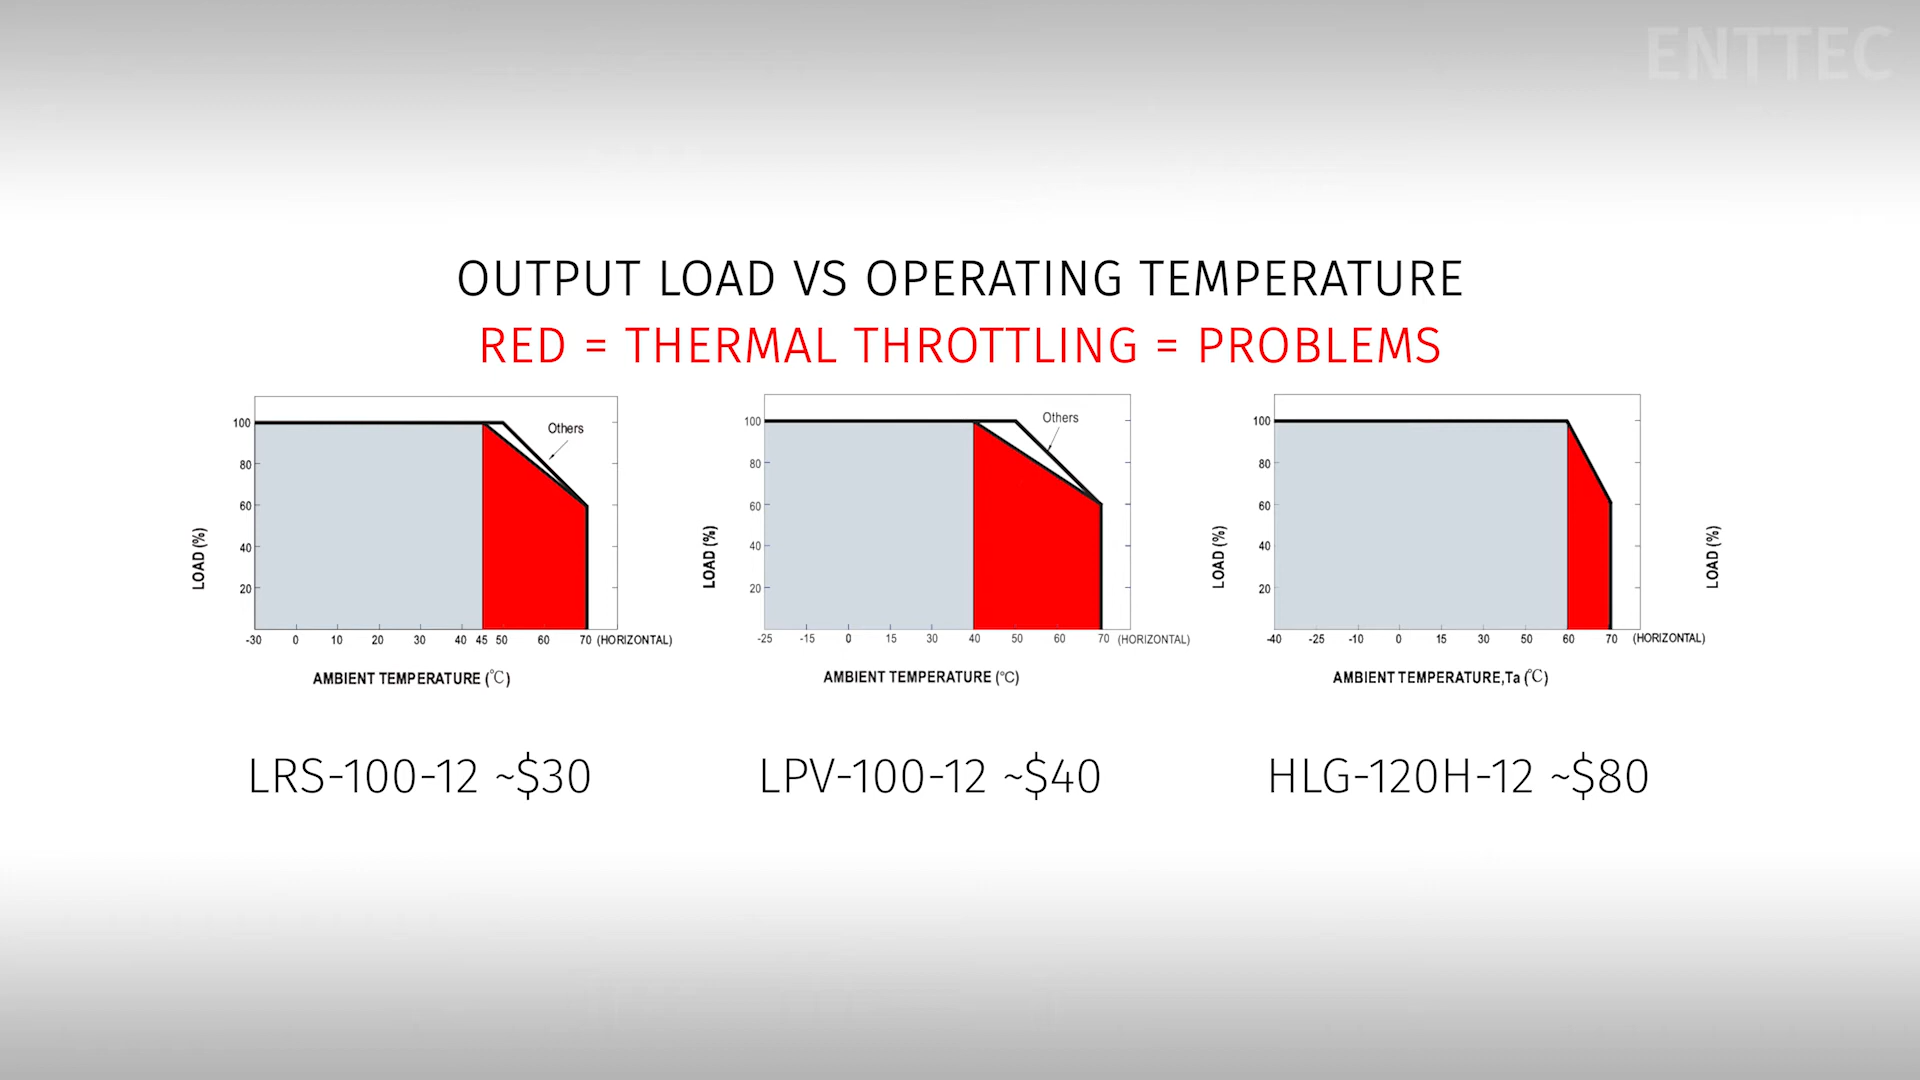 ENTTEC
OUTPUT LOAD VS OPERATING TEMPERATURE
RED = THERMAL THROTTLING = PROBLEMS
100
80
60
40
20
LOAD (%)
Others
-30 0 10 20 30 40 45 50 60 70 (HORIZONTAL)
AMBIENT TEMPERATURE (℃)
100
80
60
40
20
LOAD (%)
Others
-25 -15 0 15 30 40 50 60 70 (HORIZONTAL)
AMBIENT TEMPERATURE (℃)
100
80
60
40
20
LOAD (%)
-40 -25 -10 0 15 30 50 60 70 (HORIZONTAL)
AMBIENT TEMPERATURE,Ta (℃)
LOAD (%)
LRS-100-12 ~$30
LPV-100-12 ~$40
HLG-120H-12 ~$80